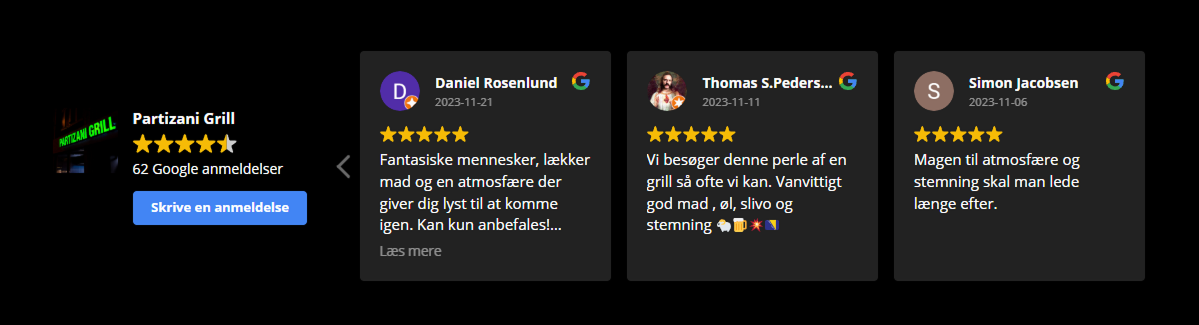 PARTIZANI GRILL
Partizani Grill
62 Google anmeldelser
Skrive en anmeldelse
D
Daniel Rosenlund
2023-11-21
Fantasiske mennesker, lækker
mad og en atmosfære der
giver dig lyst til at komme
igen. Kan kun anbefales!...
Læs mere
Thomas S.Peders...
2023-11-11
Vi besøger denne perle af en
grill så ofte vi kan. Vanvittigt
god mad , øl, slivo og
stemning 🐑🍺💥🇧🇦
S
Simon Jacobsen
2023-11-06
Magen til atmosfære og
stemning skal man lede
længe efter.